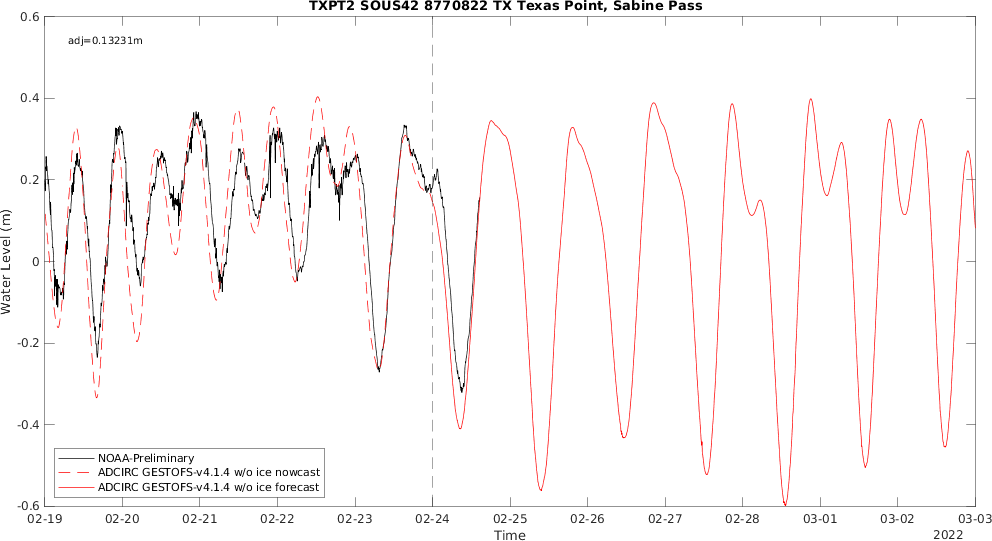 TXPT2 SOUS42 8770822 TX Texas Point, Sabine Pass
adj=0.13231m
0.6
0.4
0.2
0
-0.2
-0.4
-0.6
Water Level (m)
NOAA-Preliminary
ADCIRC GESTOFS-v4.1.4 w/o ice nowcast
ADCIRC GESTOFS-v4.1.4 w/o ice forecast
02-19 02-20 02-21 02-22 02-23 02-24 02-25 02-26 02-27 02-28 03-01 03-02 03-03
Time
2022